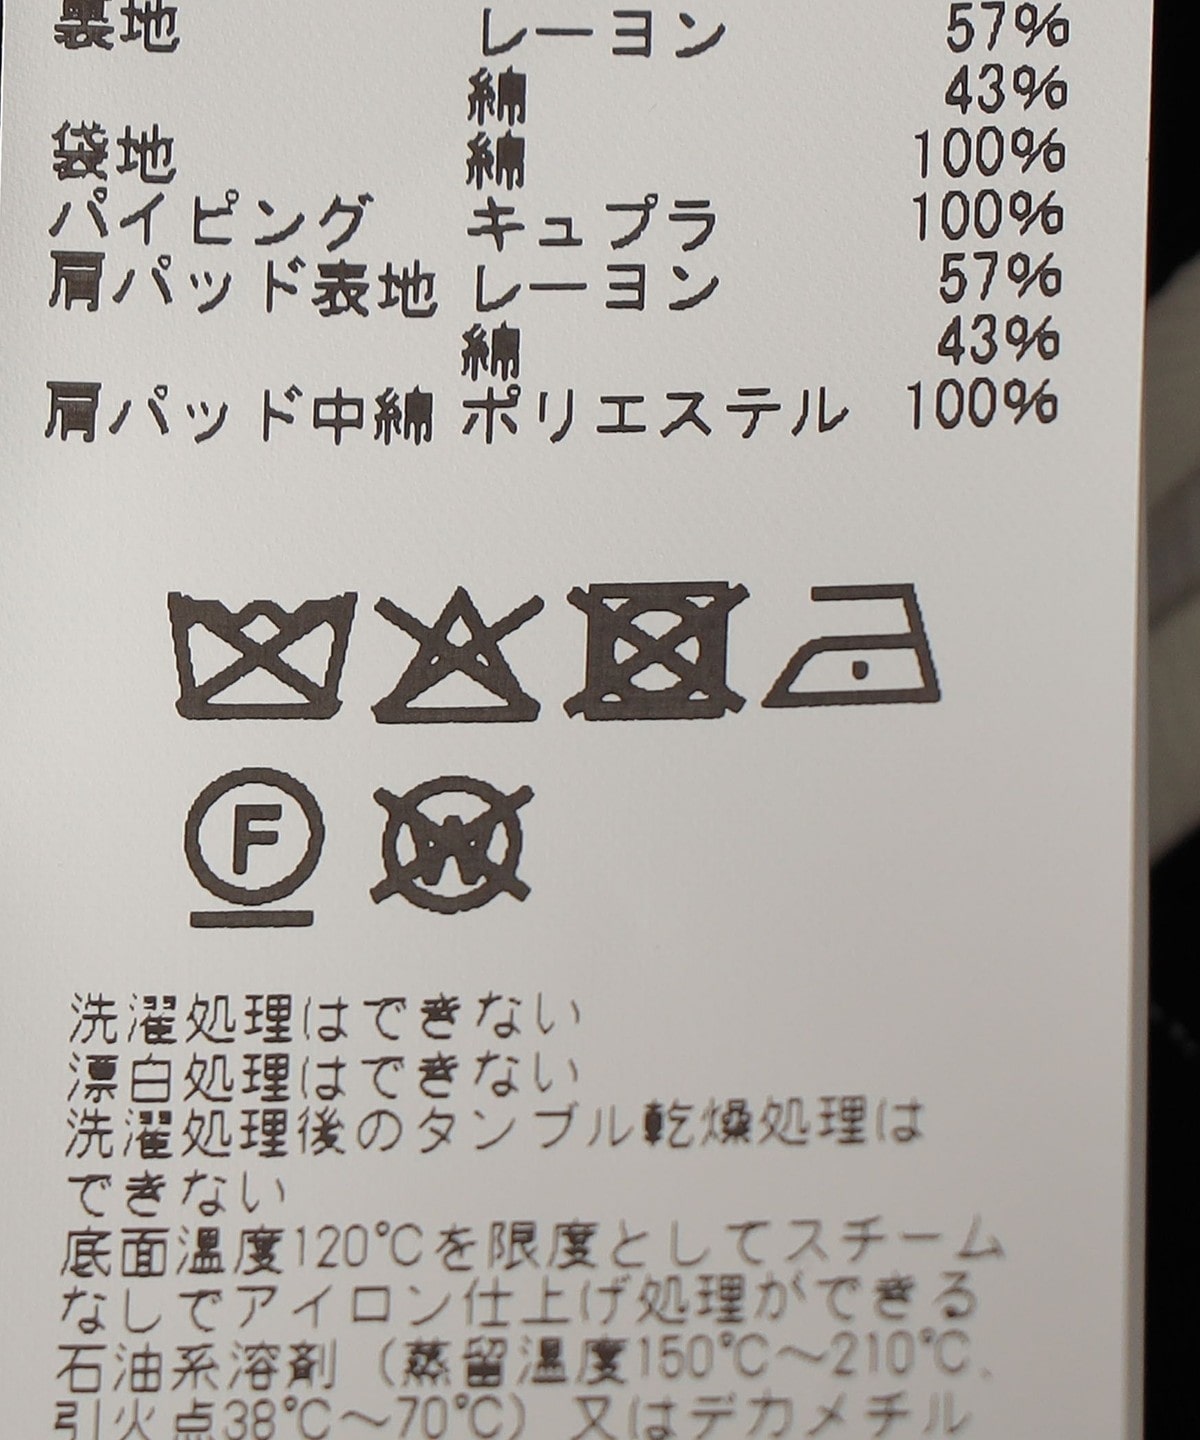 裏地 レーヨン 57%
綿 43%
袋地 綿 100%
パイピング キュプラ 100%
肩パッド表地 レーヨン 57%
綿 43%
肩パッド中綿 ポリエステル 100%
F W
洗濯処理はできない
漂白処理はできない
洗濯処理後のタンブル乾燥処理は
できない
底面温度120℃を限度としてスチーム
なしでアイロン仕上げ処理ができる
石油系溶剤（蒸留温度150℃～210℃、
引火点38℃～70℃）又はデカメチル